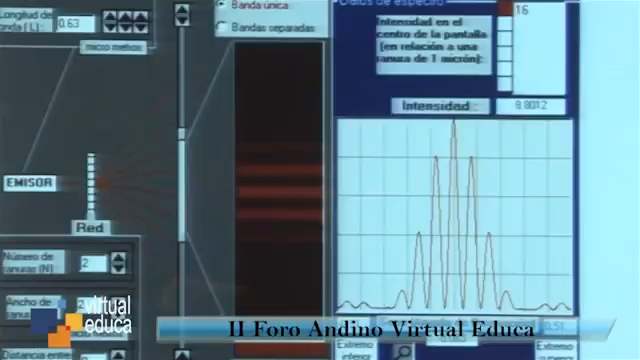 Longitud de
onda [L]:
0.63
micro metros
Banda única
Bandas separadas
Datos de espectro
Intensidad en el
centro de la pantalla
(en relación a una
ranura de 1 micrón):
16
Intensidad:
8.8012
EMISOR
Red
Número de
ranuras (N)
2
Ancho de
virtual
educa
II Foro Andino Virtual Educa
Distancia entre
Extremo
inferior
Extremo